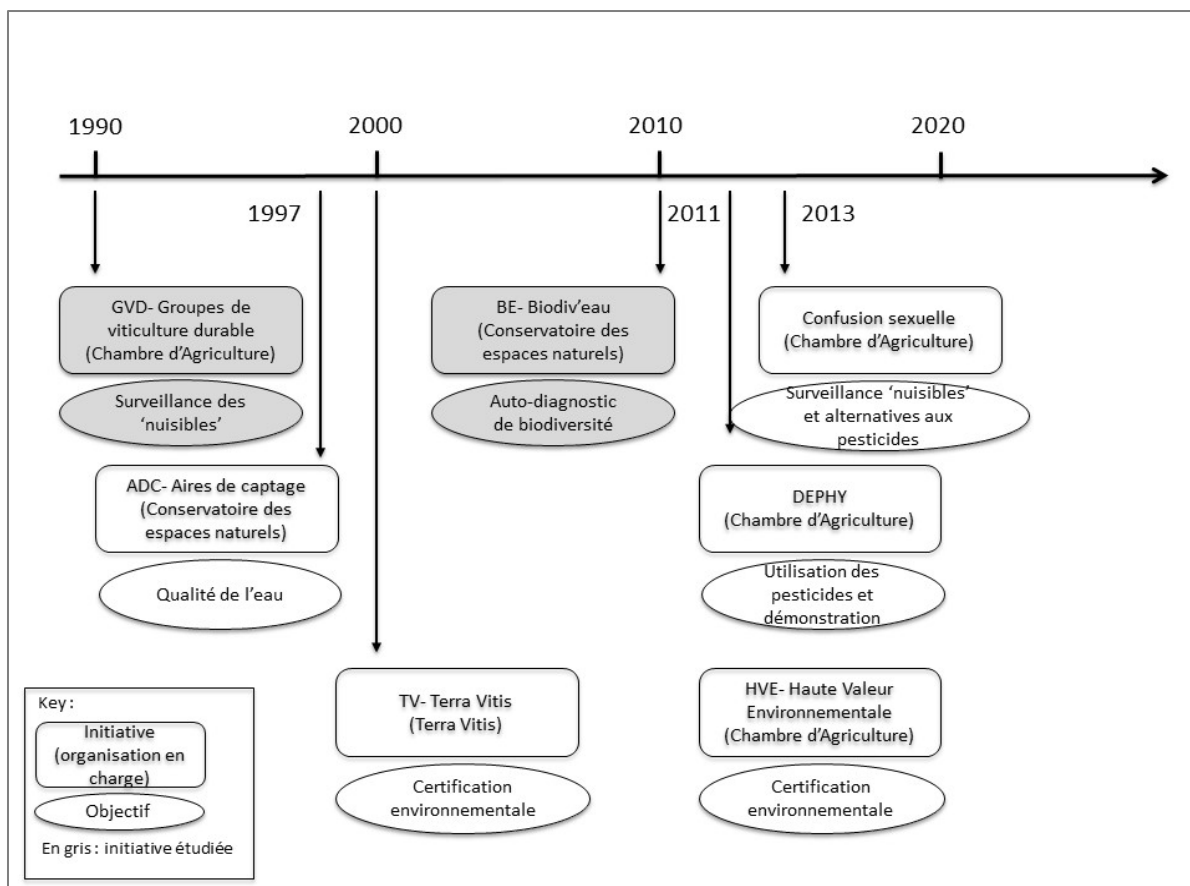 1990
2000
2010
2020
1997
2011
2013
GVD- Groupes de
viticulture durable
(Chambre d'Agriculture)
Surveillance des
'nuisibles'
BE- Biodiv'eau
(Conservatoire des
espaces naturels)
Auto-diagnostic
de biodiversité
Confusion sexuelle
(Chambre d'Agriculture)
Surveillance 'nuisibles'
et alternatives aux
pesticides
ADC- Aires de captage
(Conservatoire des
espaces naturels)
Qualité de l'eau
DEPHY
(Chambre d'Agriculture)
Utilisation des
pesticides et
démonstration
TV- Terra Vitis
(Terra Vitis)
Certification
environnementale
HVE- Haute Valeur
Environnementale
(Chambre d'Agriculture)
Certification
environnementale
Key :
Initiative
(organisation en
charge)
Objectif
En gris : initiative étudiée